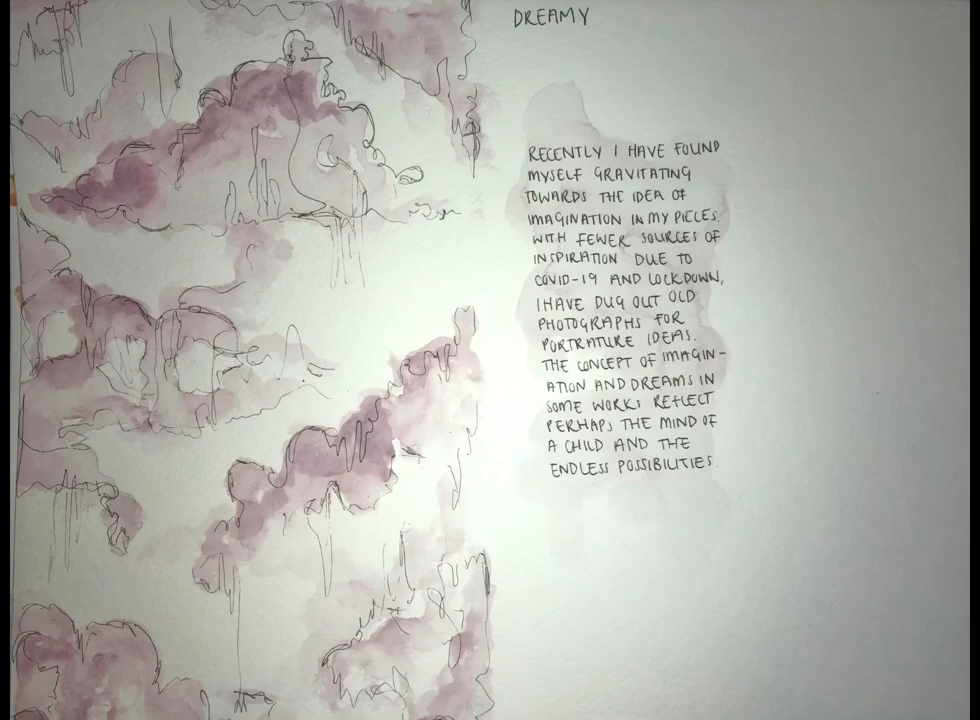 DREAMY
RECENTLY I HAVE FOUND
MYSELF GRAVITATING
TOWARDS THE IDEA OF
IMAGINATION IN MY PIECES.
WITH FEWER SOURCES OF
INSPIRATION DUE TO
COVID-19 AND LOCKDOWN,
I HAVE DUG OUT OLD
PHOTOGRAPHS FOR
PORTRATURE IDEAS.
THE CONCEPT OF IMAGIN-
ATION AND DREAMS IN
SOME WORKS REFLECT
PERHAPS THE MIND OF
A CHILD AND THE
ENDLESS POSSIBILITIES.